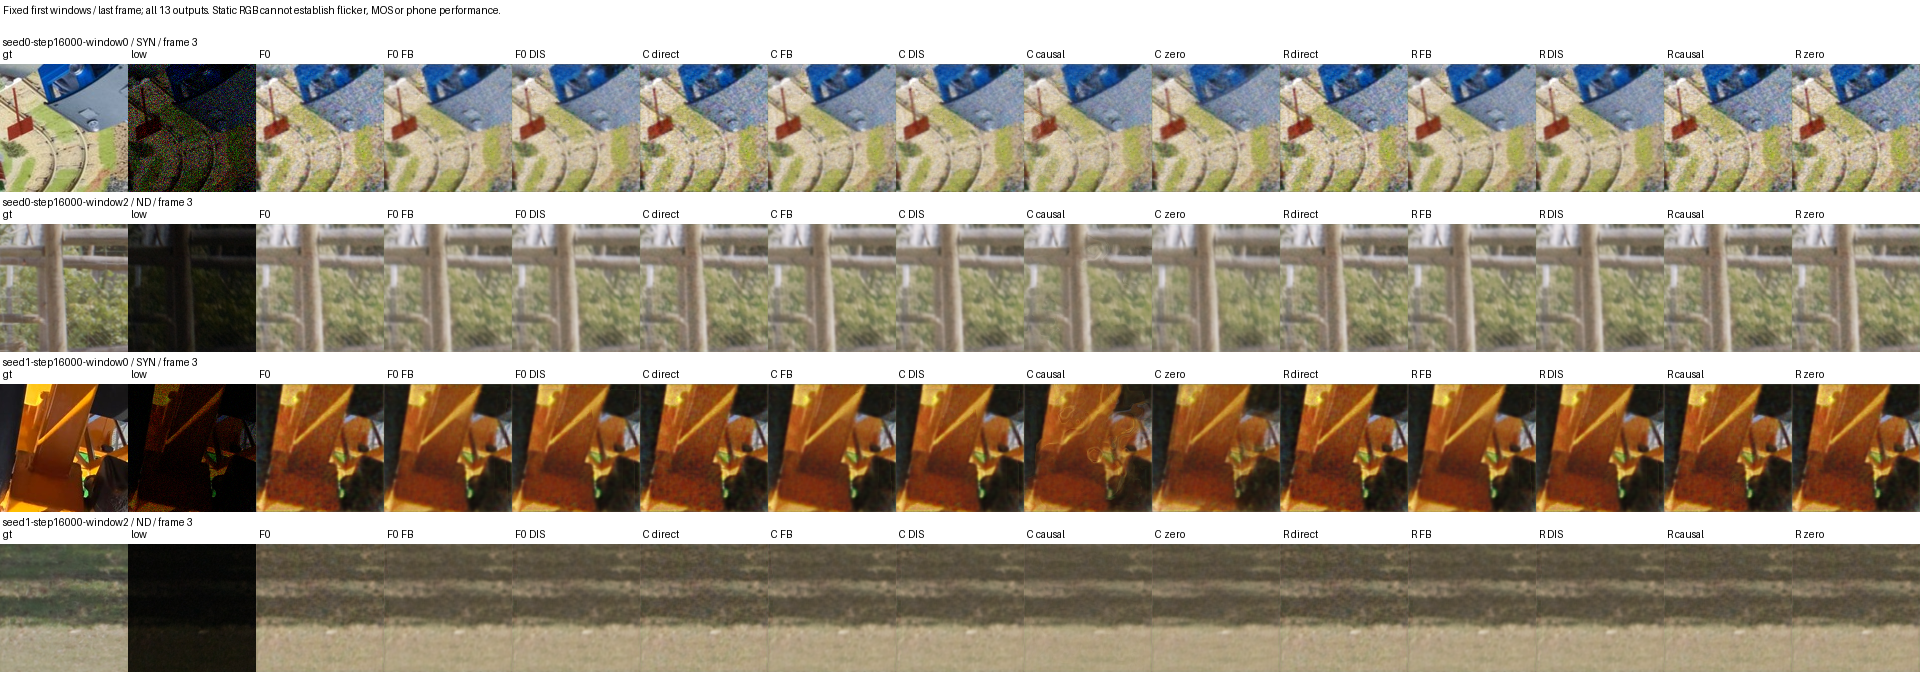 Fixed first windows / last frame; all 13 outputs. Static RGB cannot establish flicker, MOS or phone performance.
seed0-step16000-window0 / SYN / frame 3
gt low F0 F0 FB F0 DIS C direct C FB C DIS C causal C zero R direct R FB R DIS R causal R zero
seed0-step16000-window2 / ND / frame 3
gt low F0 F0 FB F0 DIS C direct C FB C DIS C causal C zero R direct R FB R DIS R causal R zero
seed1-step16000-window0 / SYN / frame 3
gt low F0 F0 FB F0 DIS C direct C FB C DIS C causal C zero R direct R FB R DIS R causal R zero
seed1-step16000-window2 / ND / frame 3
gt low F0 F0 FB F0 DIS C direct C FB C DIS C causal C zero R direct R FB R DIS R causal R zero